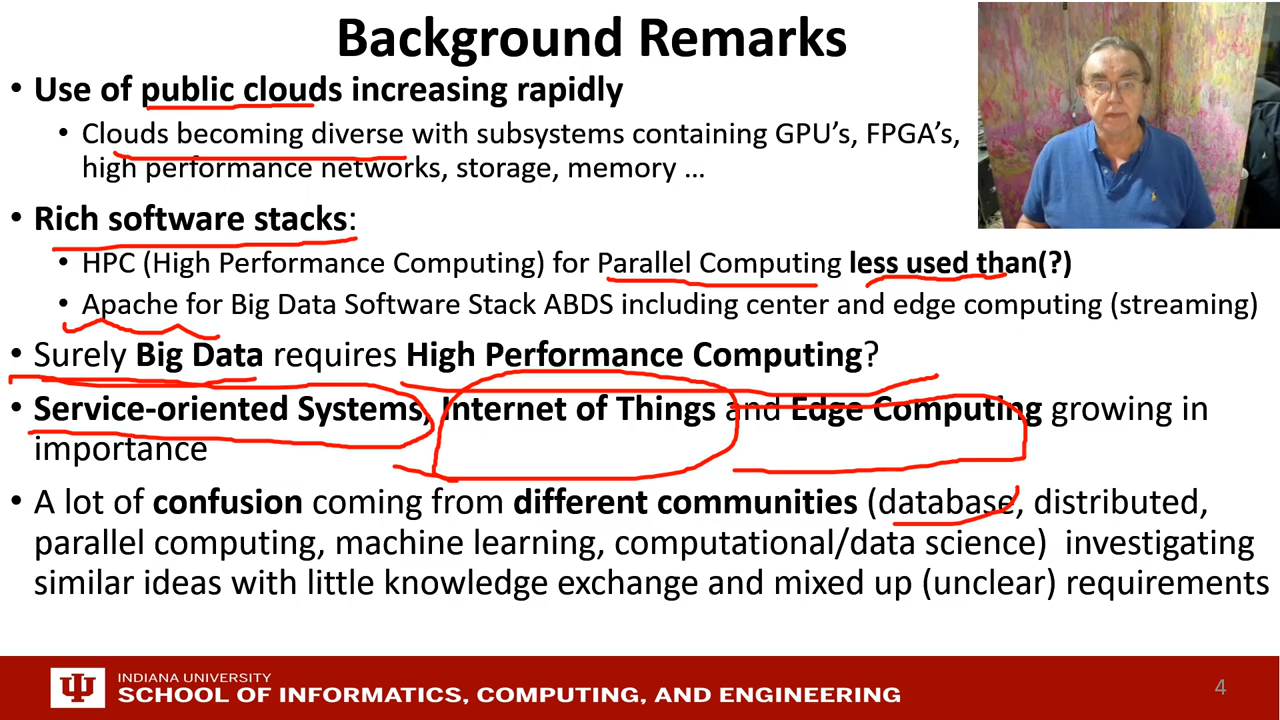 Background Remarks
• Use of public clouds increasing rapidly
• Clouds becoming diverse with subsystems containing GPU's, FPGA's,
high performance networks, storage, memory …
• Rich software stacks:
• HPC (High Performance Computing) for Parallel Computing less used than(?)
• Apache for Big Data Software Stack ABDS including center and edge computing (streaming)
• Surely Big Data requires High Performance Computing?
• Service-oriented Systems, Internet of Things and Edge Computing growing in
importance
• A lot of confusion coming from different communities (database, distributed,
parallel computing, machine learning, computational/data science) investigating
similar ideas with little knowledge exchange and mixed up (unclear) requirements
INDIANA UNIVERSITY
SCHOOL OF INFORMATICS, COMPUTING, AND ENGINEERING
4